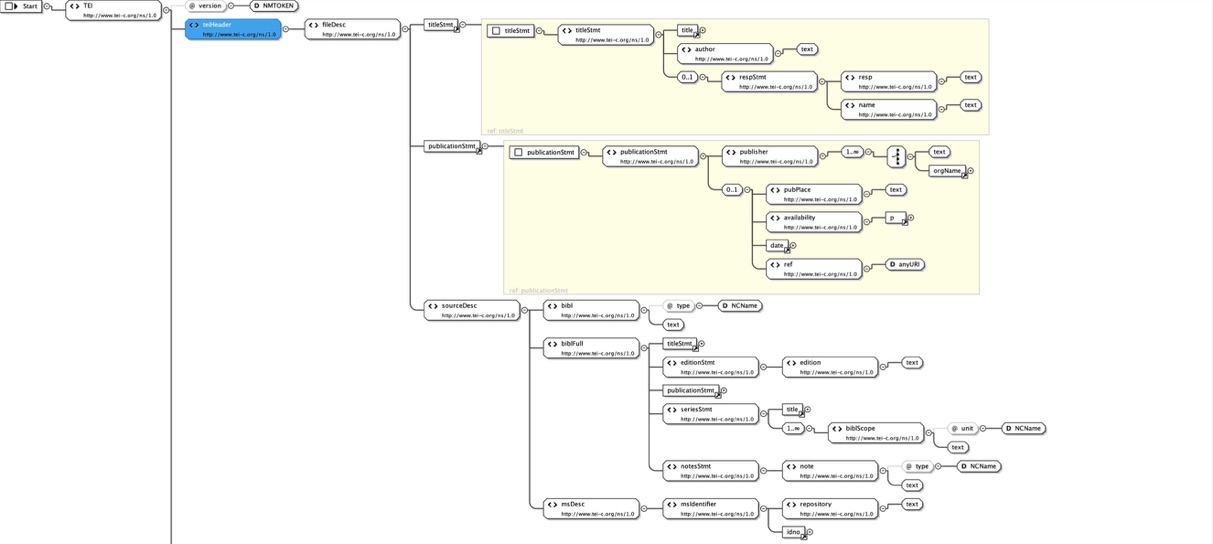 Start
TEI
http://www.tei-c.org/ns/1.0
@ version
D NMTOKEN
teiHeader
http://www.tei-c.org/ns/1.0
fileDesc
http://www.tei-c.org/ns/1.0
titleStmt
titleStmt
titleStmt
http://www.tei-c.org/ns/1.0
title
author
http://www.tei-c.org/ns/1.0
text
0..1
respStmt
http://www.tei-c.org/ns/1.0
resp
http://www.tei-c.org/ns/1.0
text
name
http://www.tei-c.org/ns/1.0
text
ref: titleStmt
publicationStmt
publicationStmt
publicationStmt
http://www.tei-c.org/ns/1.0
publisher
http://www.tei-c.org/ns/1.0
1..∞
text
orgName
0..1
pubPlace
http://www.tei-c.org/ns/1.0
text
availability
http://www.tei-c.org/ns/1.0
p
date
ref
http://www.tei-c.org/ns/1.0
D anyURI
ref: publicationStmt
sourceDesc
http://www.tei-c.org/ns/1.0
bibl
http://www.tei-c.org/ns/1.0
@ type
D NCName
text
biblFull
http://www.tei-c.org/ns/1.0
titleStmt
editionStmt
http://www.tei-c.org/ns/1.0
edition
http://www.tei-c.org/ns/1.0
text
publicationStmt
seriesStmt
http://www.tei-c.org/ns/1.0
title
1..∞
biblScope
http://www.tei-c.org/ns/1.0
@ unit
D NCName
text
notesStmt
http://www.tei-c.org/ns/1.0
note
http://www.tei-c.org/ns/1.0
@ type
D NCName
text
msDesc
http://www.tei-c.org/ns/1.0
msIdentifier
http://www.tei-c.org/ns/1.0
repository
http://www.tei-c.org/ns/1.0
text
idno